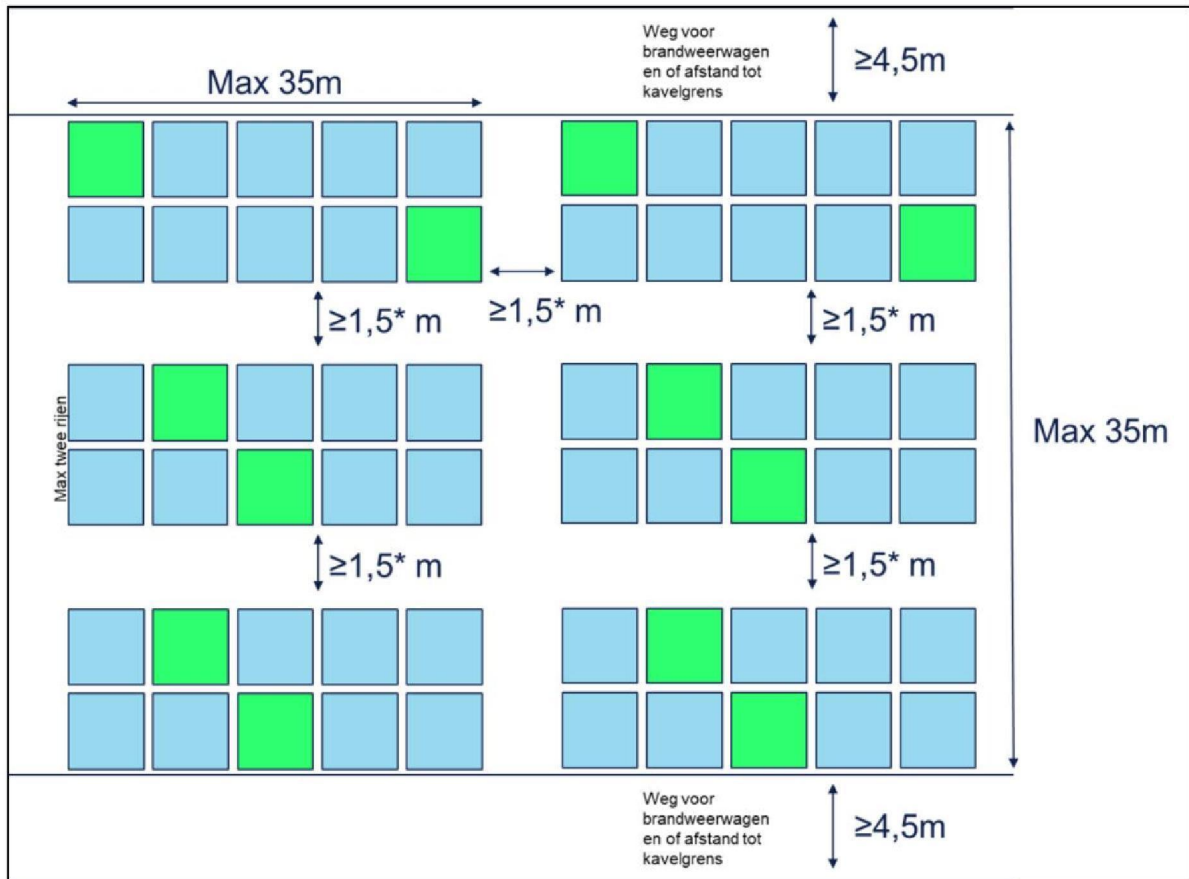 Weg voor
brandweerwagen
en of afstand tot
kavelgrens
≥4,5m
Max 35m
≥1,5* m
≥1,5* m
≥1,5* m
Max twee rijen
Max 35m
≥1,5* m
≥1,5* m
Weg voor
brandweerwagen
en of afstand tot
kavelgrens
≥4,5m